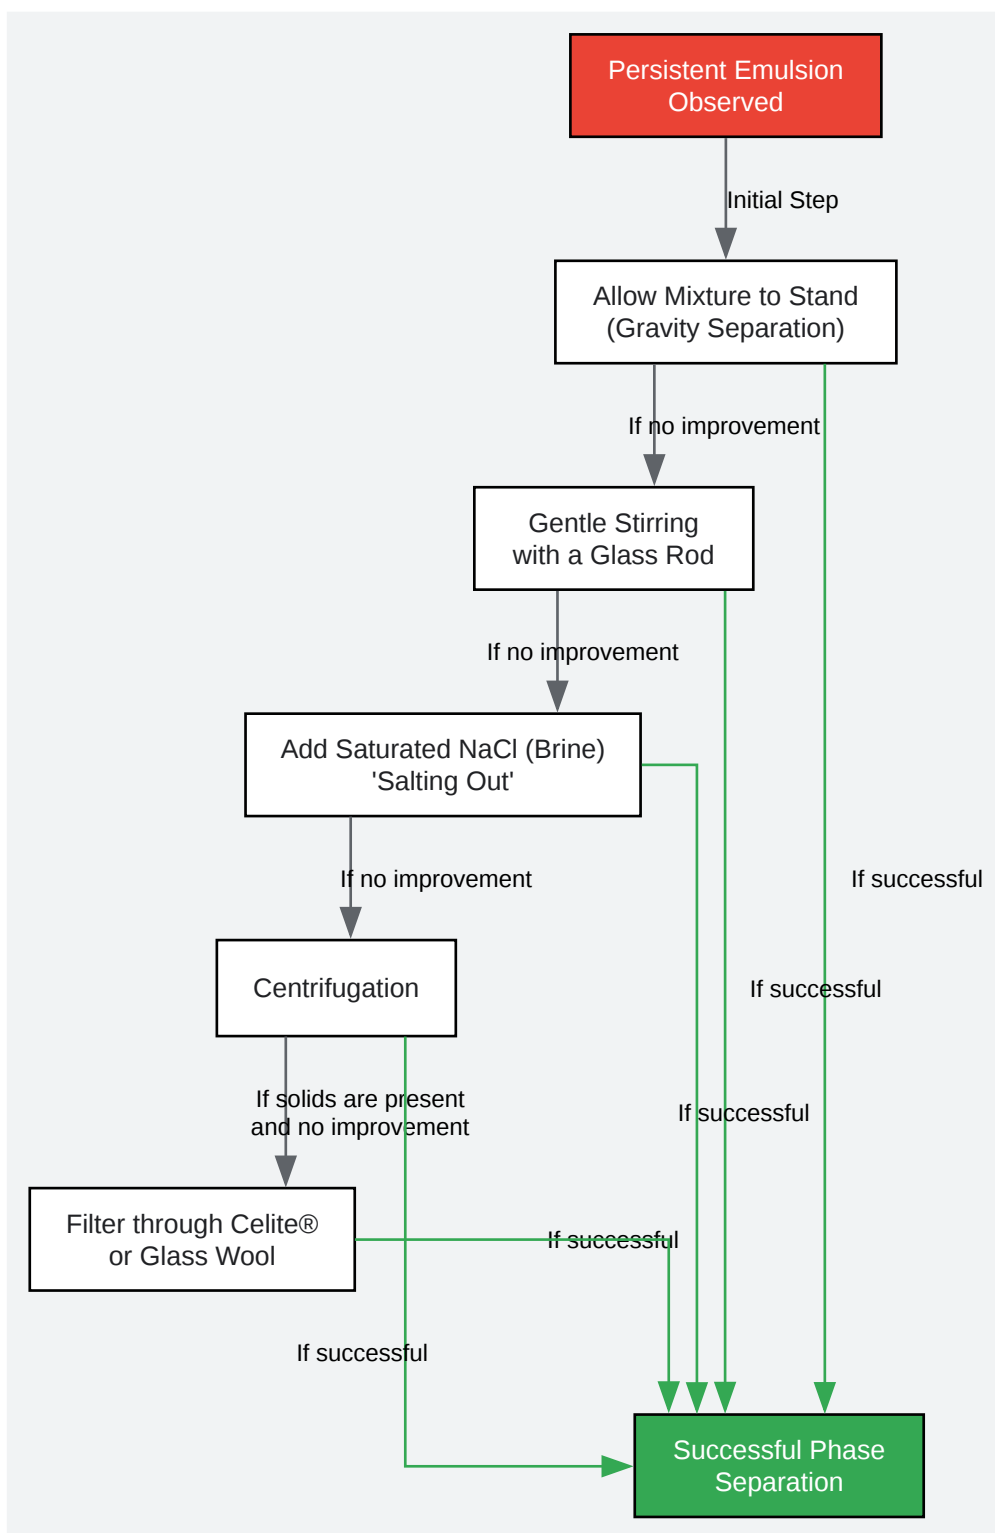 Persistent Emulsion
Observed
Initial Step
Allow Mixture to Stand
(Gravity Separation)
If no improvement
Gentle Stirring
with a Glass Rod
If no improvement
Add Saturated NaCl (Brine)
'Salting Out'
If no improvement
If successful
Centrifugation
If successful
If solids are present
and no improvement
If successful
Filter through Celite®
or Glass Wool
If successful
If successful
Successful Phase
Separation